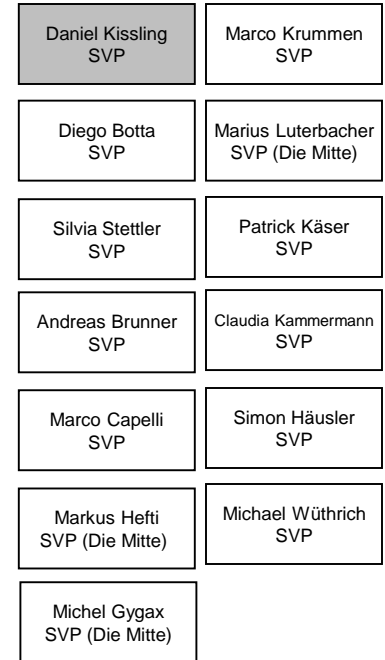 Daniel Kissling
SVP
Marco Krummen
SVP
Diego Botta
SVP
Marius Luterbacher
SVP (Die Mitte)
Silvia Stettler
SVP
Patrick Käser
SVP
Andreas Brunner
SVP
Claudia Kammermann
SVP
Marco Capelli
SVP
Simon Häusler
SVP
Markus Hefti
SVP (Die Mitte)
Michael Wüthrich
SVP
Michel Gygax
SVP (Die Mitte)